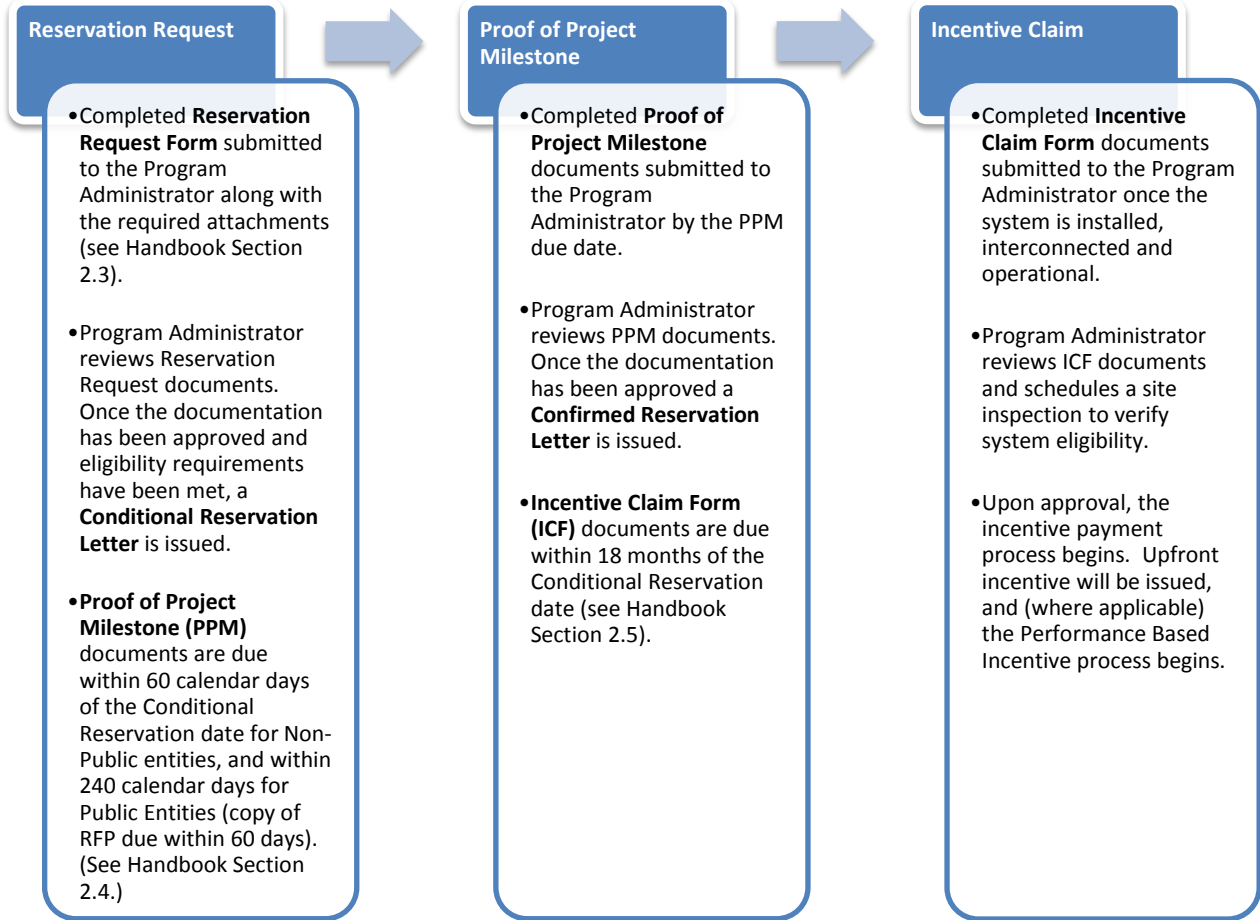 Reservation Request
•Completed Reservation
Request Form submitted
to the Program
Administrator along with
the required attachments
(see Handbook Section
2.3).
•Program Administrator
reviews Reservation
Request documents.
Once the documentation
has been approved and
eligibility requirements
have been met, a
Conditional Reservation
Letter is issued.
•Proof of Project
Milestone (PPM)
documents are due
within 60 calendar days
of the Conditional
Reservation date for Non-
Public entities, and within
240 calendar days for
Public Entities (copy of
RFP due within 60 days).
(See Handbook Section
2.4.)
Proof of Project
Milestone
•Completed Proof of
Project Milestone
documents submitted to
the Program
Administrator by the PPM
due date.
•Program Administrator
reviews PPM documents.
Once the documentation
has been approved a
Confirmed Reservation
Letter is issued.
•Incentive Claim Form
(ICF) documents are due
within 18 months of the
Conditional Reservation
date (see Handbook
Section 2.5).
Incentive Claim
•Completed Incentive
Claim Form documents
submitted to the Program
Administrator once the
system is installed,
interconnected and
operational.
•Program Administrator
reviews ICF documents
and schedules a site
inspection to verify
system eligibility.
•Upon approval, the
incentive payment
process begins.  Upfront
incentive will be issued,
and (where applicable)
the Performance Based
Incentive process begins.